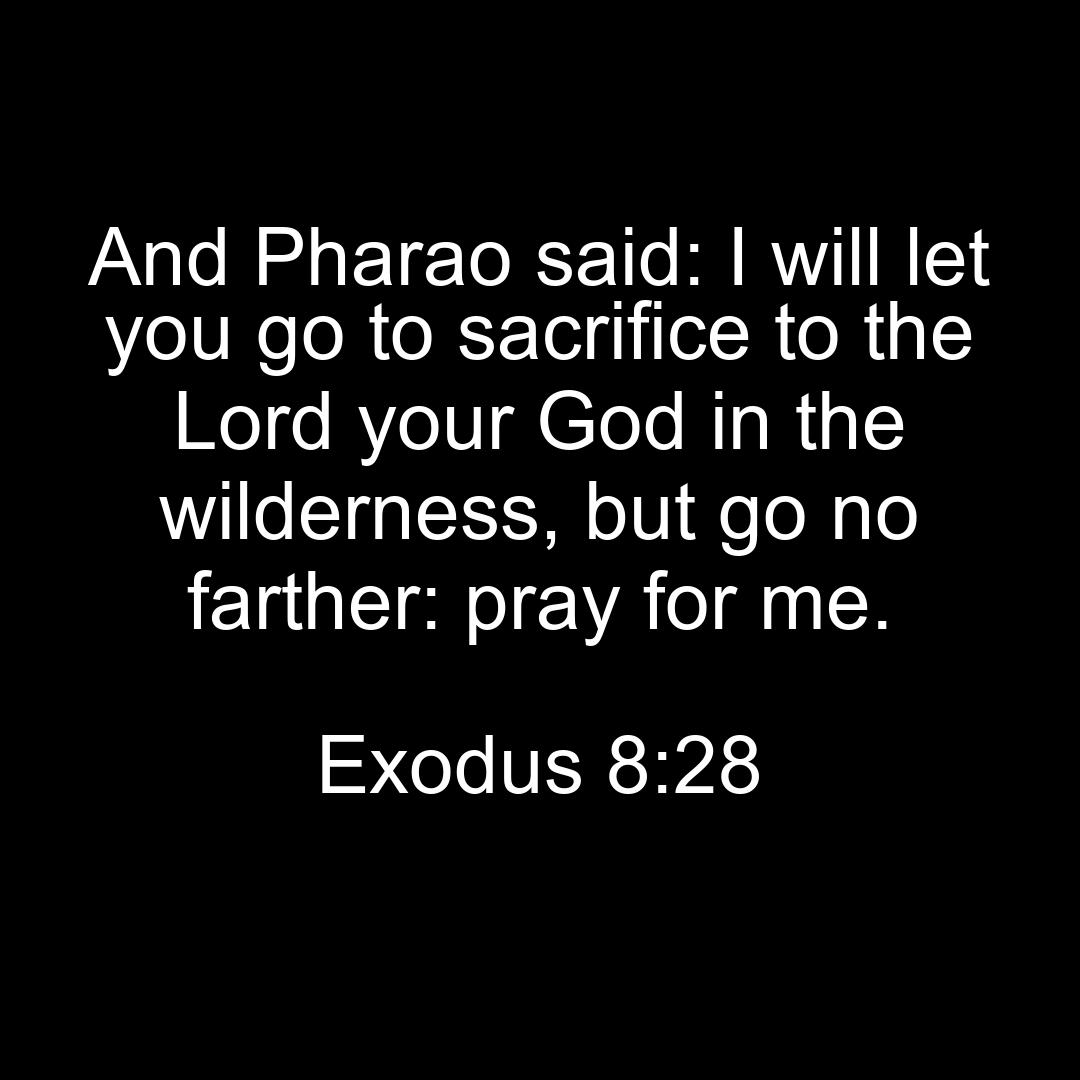 And Pharao said: I will let
you go to sacrifice to the
Lord your God in the
wilderness, but go no
farther: pray for me.
Exodus 8:28